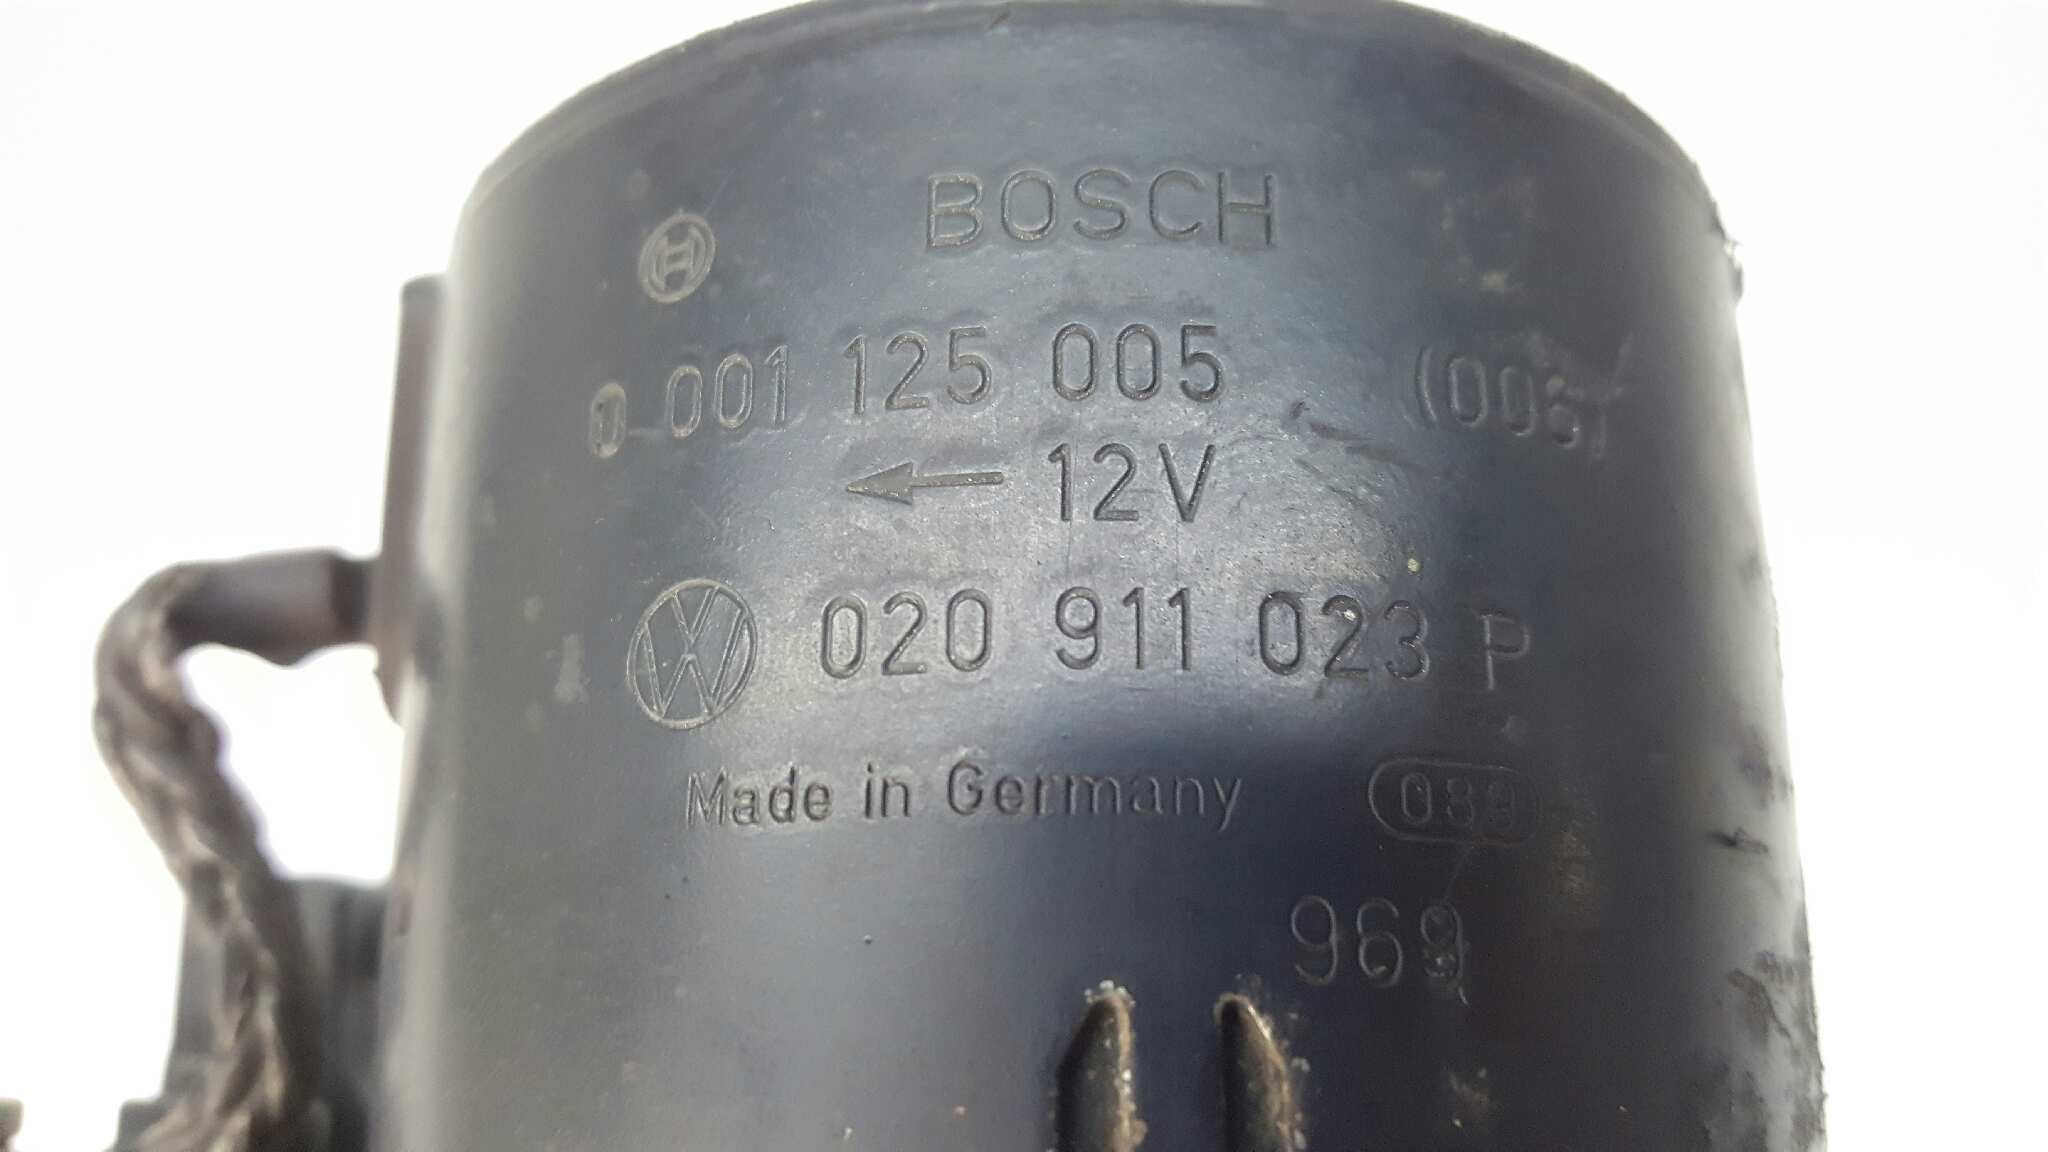 BOSCH
0 001 125 005 (006)
12V
020 911 023 P
Made in Germany 089
969